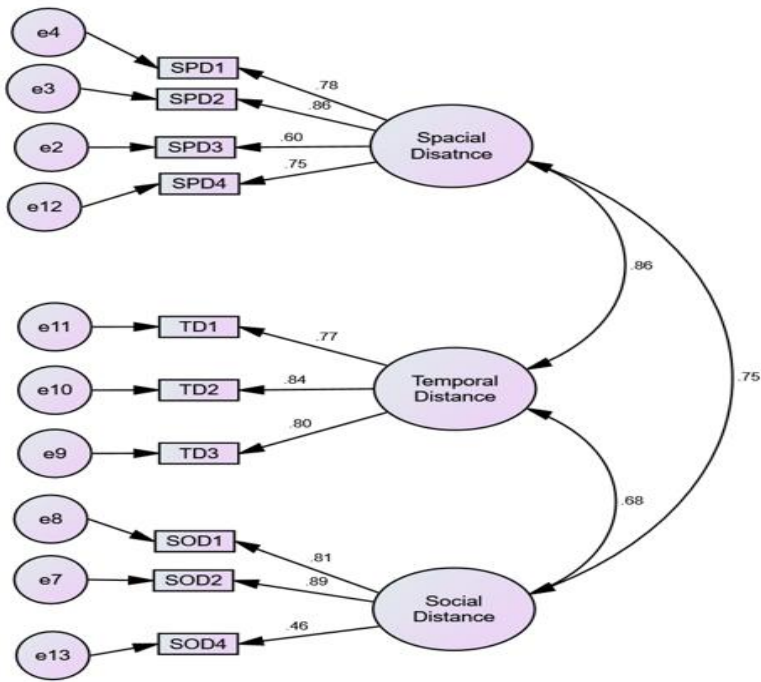 e4
SPD1
.78
e3
SPD2
.86
Spacial
Disatnce
e2
SPD3
.60
e12
SPD4
.75
.86
e11
TD1
.77
e10
TD2
.84
Temporal
Distance
.75
e9
TD3
.80
.68
e8
SOD1
.81
e7
SOD2
.89
Social
Distance
e13
SOD4
.46